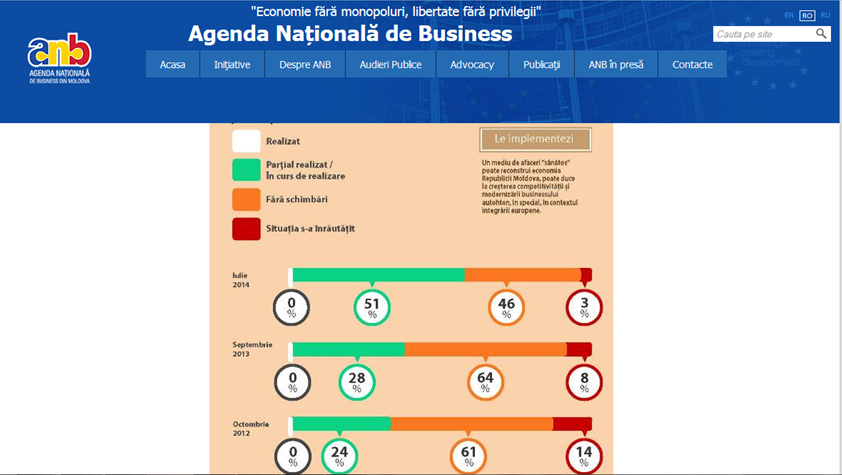 "Economie fără monopoluri, libertate fără privilegii"
EN RO RU
Agenda Națională de Business
Cauta pe site
anb
AGENDA NAȚIONALĂ
DE BUSINESS DIN MOLDOVA
Acasa Inițiative Despre ANB Audieri Publice Advocacy Publicații ANB în presă Contacte
Realizat
Parțial realizat /
În curs de realizare
Fără schimbări
Situația s-a înrăutățit
Le implementezi
Un mediu de afaceri "sănătos"
poate reconstrui economia
Republicii Moldova, poate duce
la creșterea competitivității și
modernizării businessului
autohton, în special, în contextul
integrării europene.
Iulie
2014
0 % 51 % 46 % 3 %
Septembrie
2013
0 % 28 % 64 % 8 %
Octombrie
2012
0 % 24 % 61 % 14 %